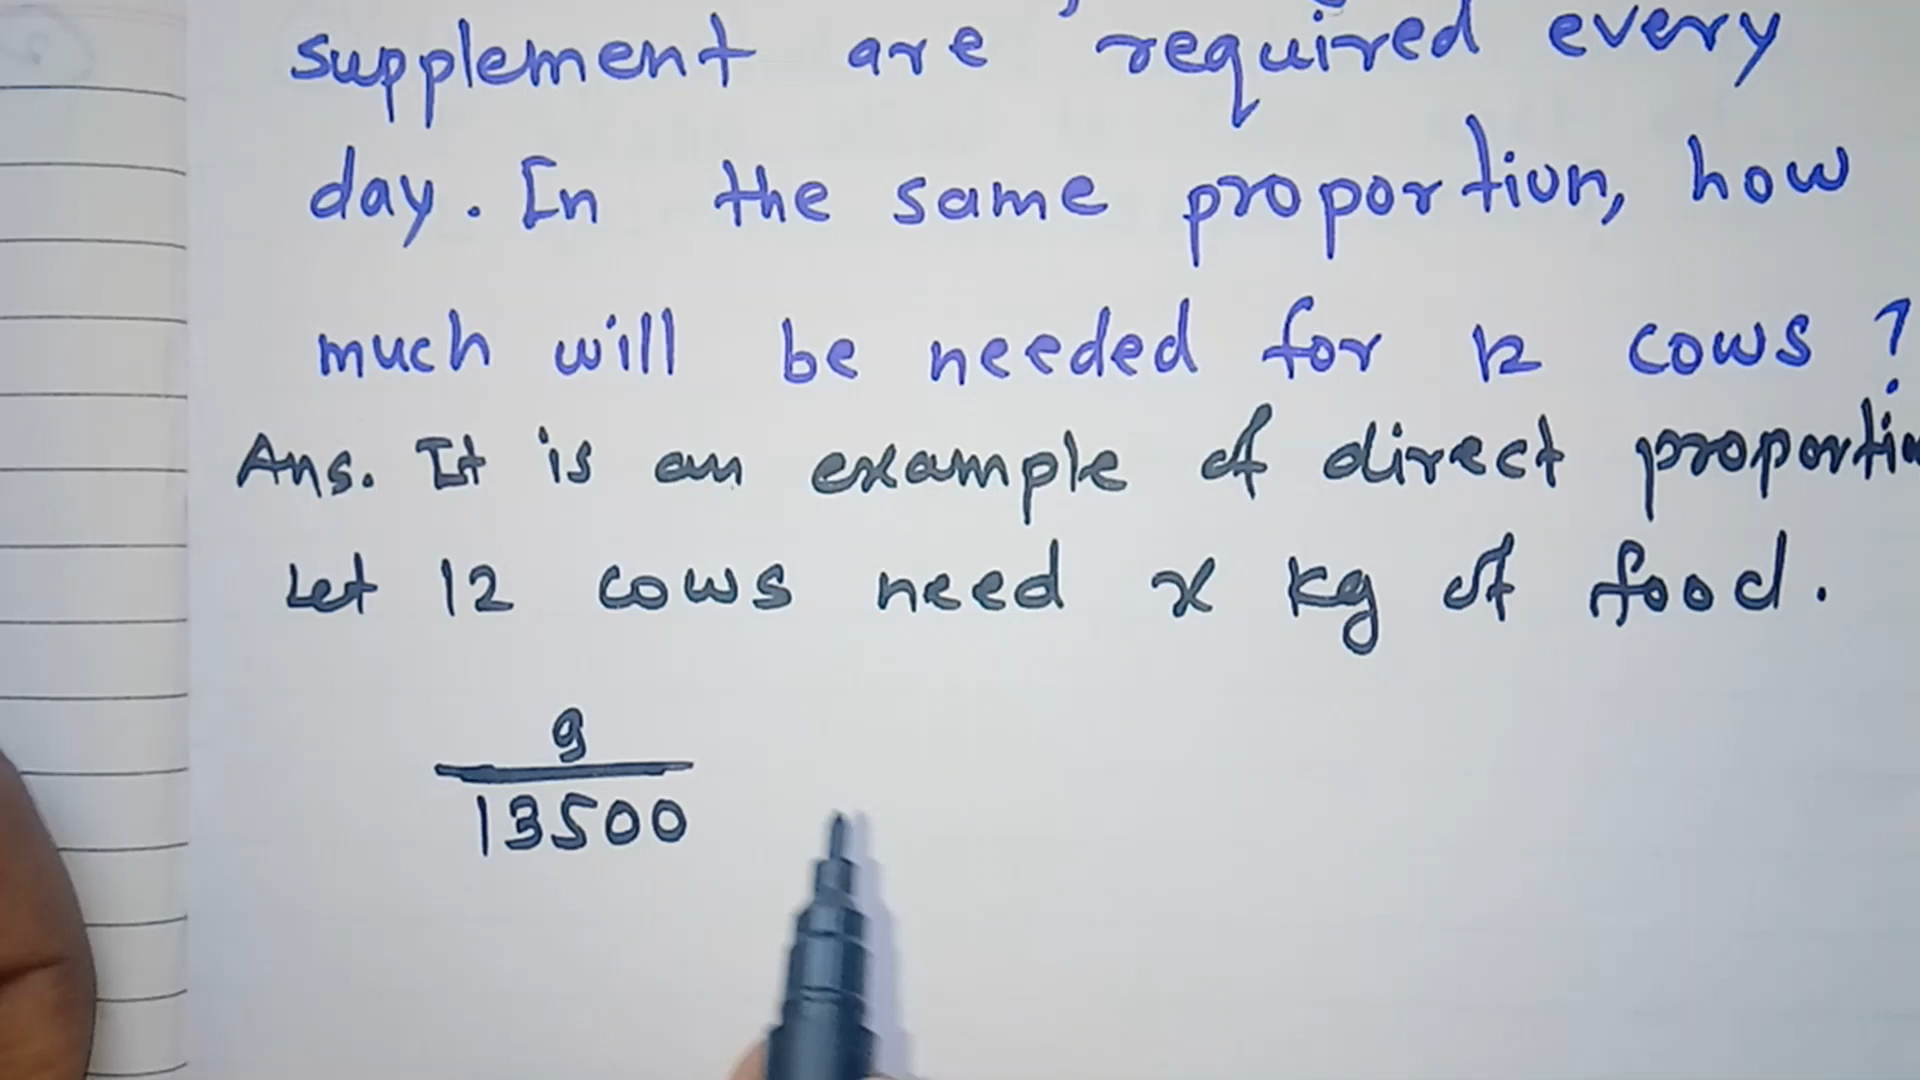 supplement are required every
day. In the same proportion, how
much will be needed for 12 cows ?
Ans. It is an example of direct proportio
Let 12 cows need x kg of food.
9
13500